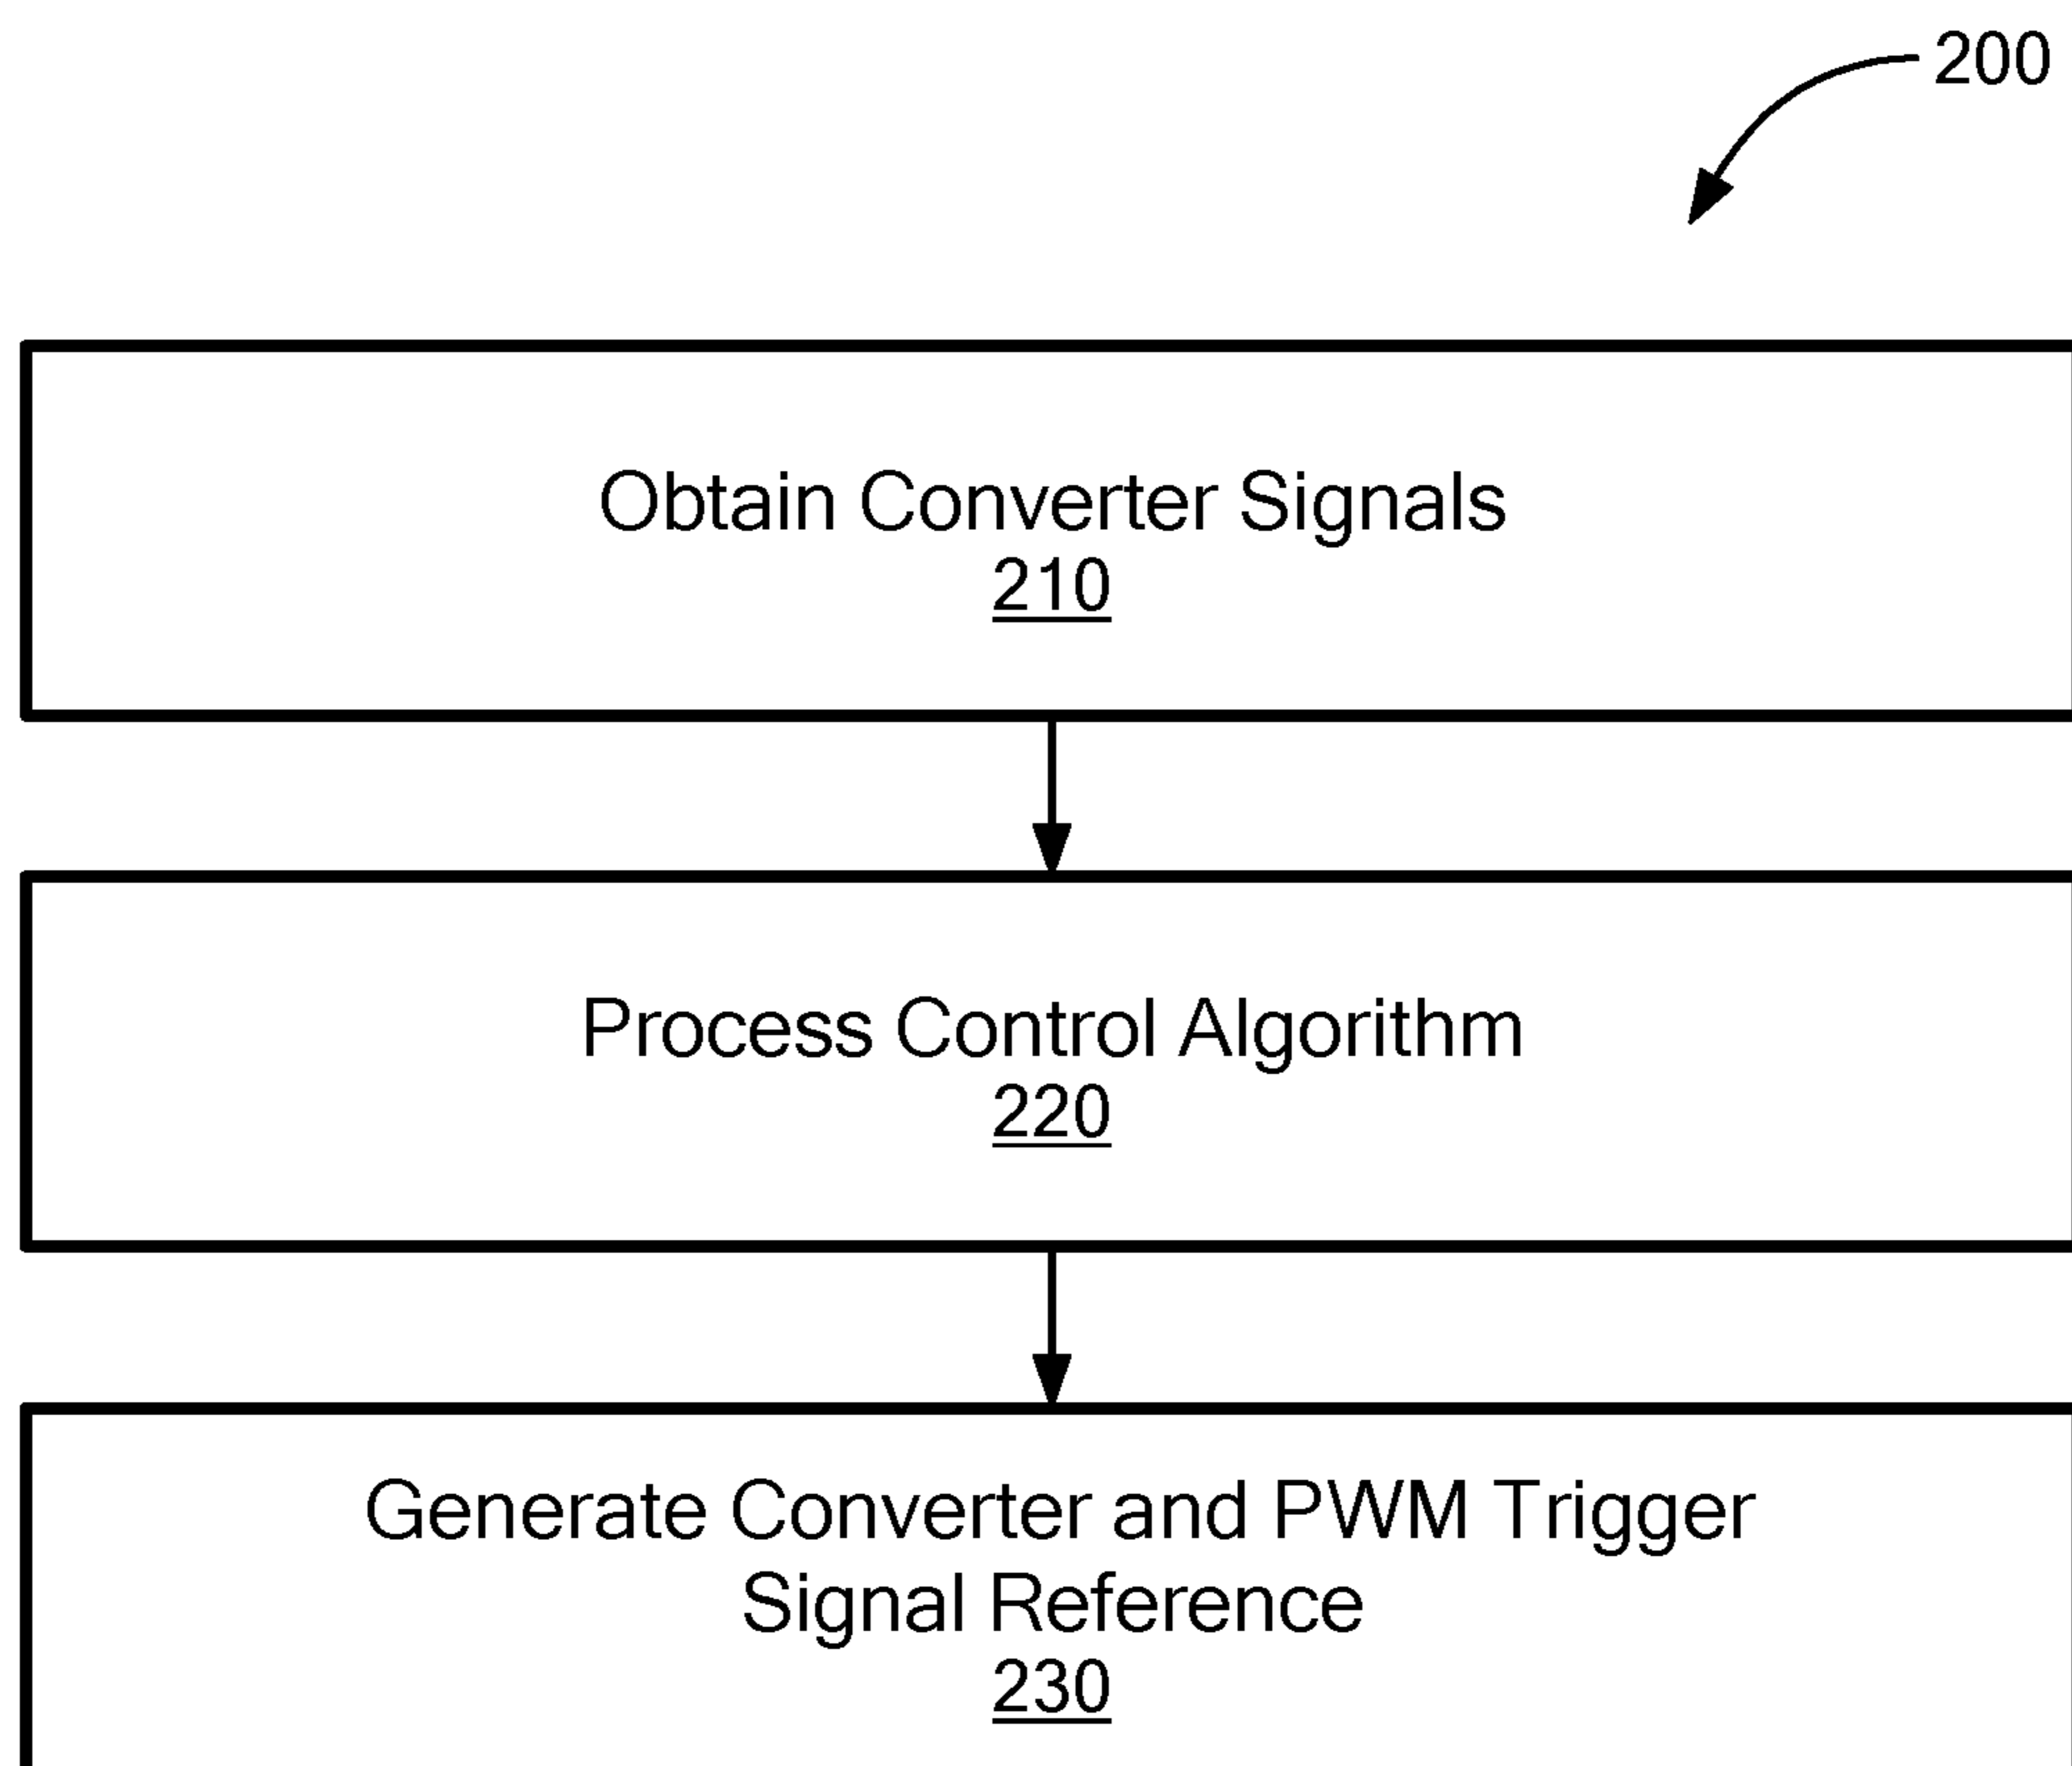 200
Obtain Converter Signals
210
Process Control Algorithm
220
Generate Converter and PWM Trigger
Signal Reference
230